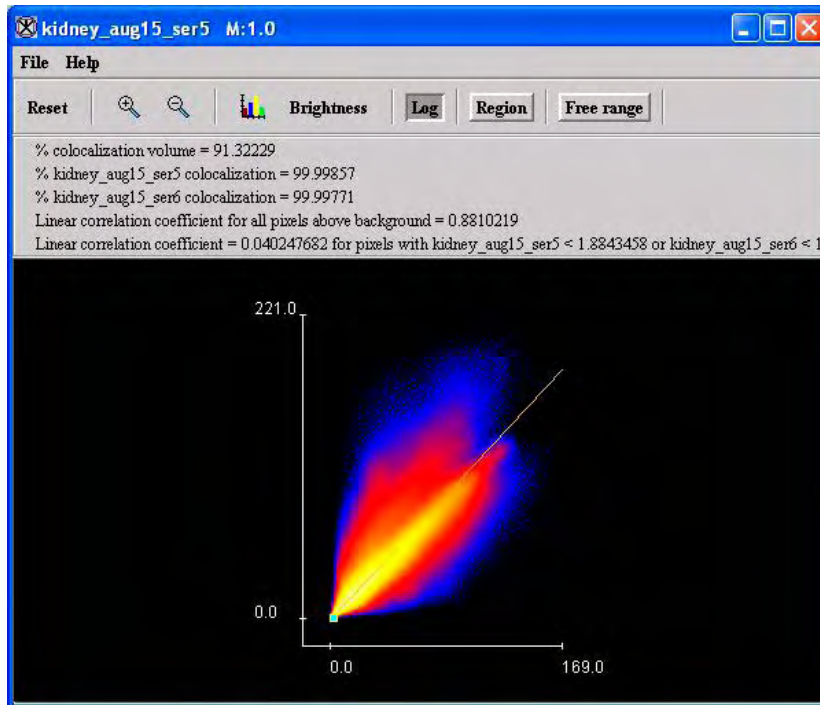 kidney_aug15_ser5 M:1.0
File Help
Reset Brightness Log Region Free range
% colocalization volume = 91.32229
% kidney_aug15_ser5 colocalization = 99.99857
% kidney_aug15_ser6 colocalization = 99.99771
Linear correlation coefficient for all pixels above background = 0.8810219
Linear correlation coefficient = 0.040247682 for pixels with kidney_aug15_ser5 < 1.8843458 or kidney_aug15_ser6 < 1
221.0
0.0
0.0 169.0